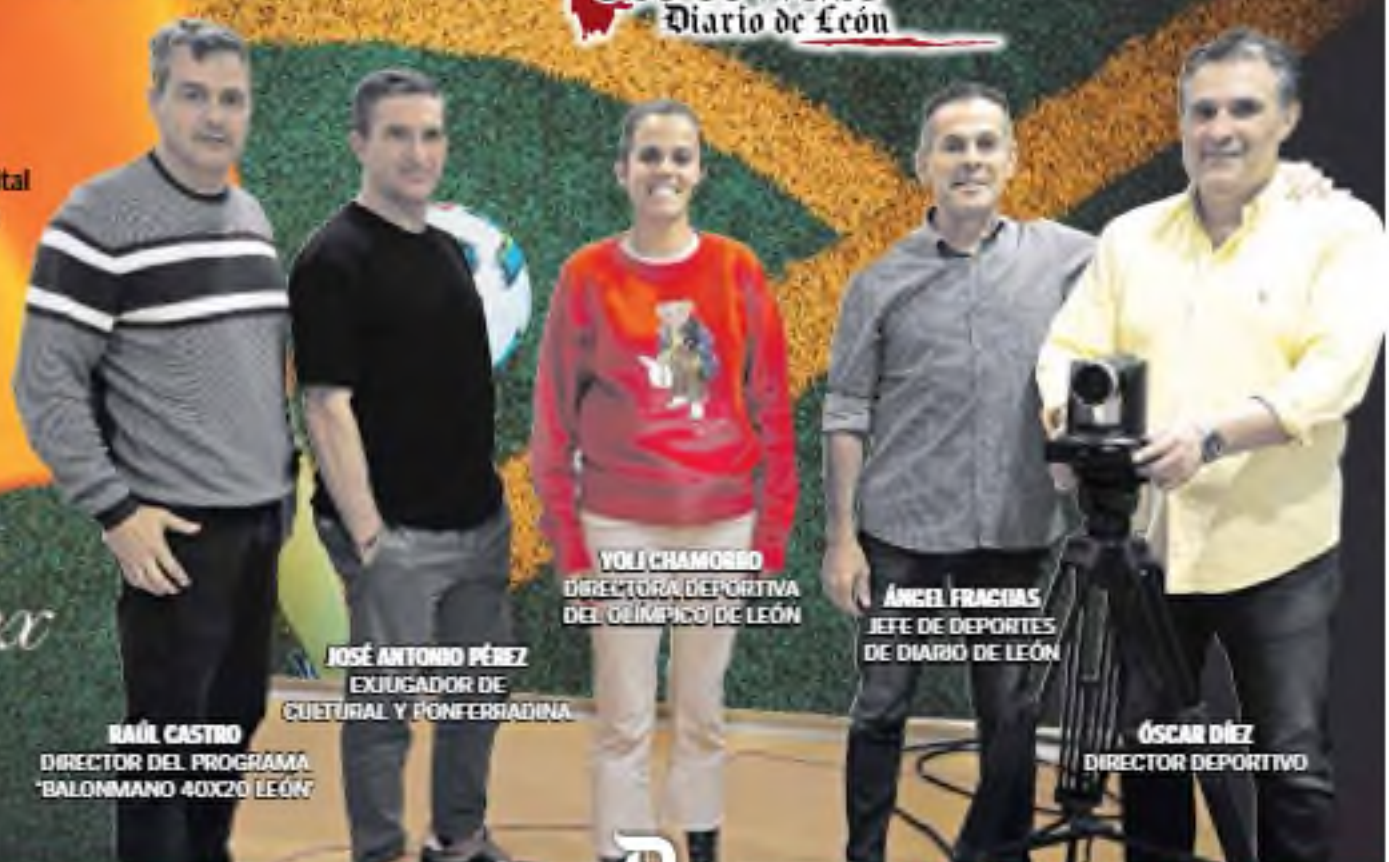 Diario de León
tal
YOLI CHAMORRO
DIRECTORA DEPORTIVA
DEL OLÍMPICO DE LEÓN
ÁNGEL FRAGUAS
JEFE DE DEPORTES
DE DIARIO DE LEÓN
JOSÉ ANTONIO PÉREZ
EXJUGADOR DE
CULTURAL Y PONFERRADINA
RAÚL CASTRO
DIRECTOR DEL PROGRAMA
"BALONMANO 40X20 LEÓN"
ÓSCAR DÍEZ
DIRECTOR DEPORTIVO